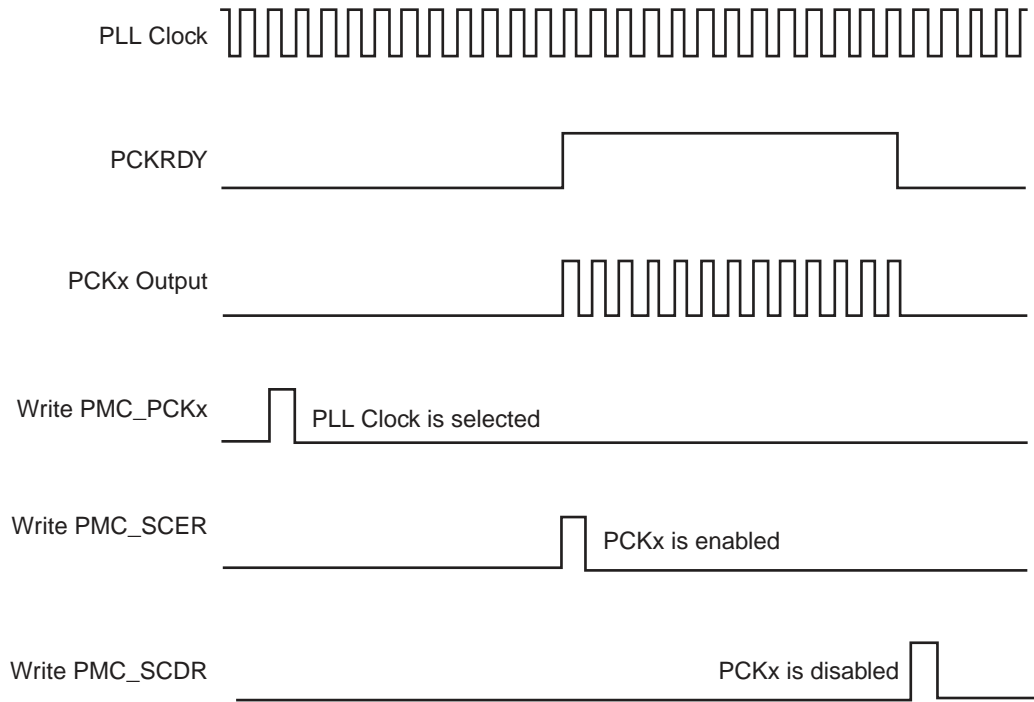 PLL Clock
PCKRDY
PCKx Output
Write PMC_PCKx
PLL Clock is selected
Write PMC_SCER
PCKx is enabled
Write PMC_SCDR
PCKx is disabled